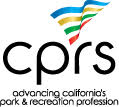 cprs
advancing california's
park & recreation profession